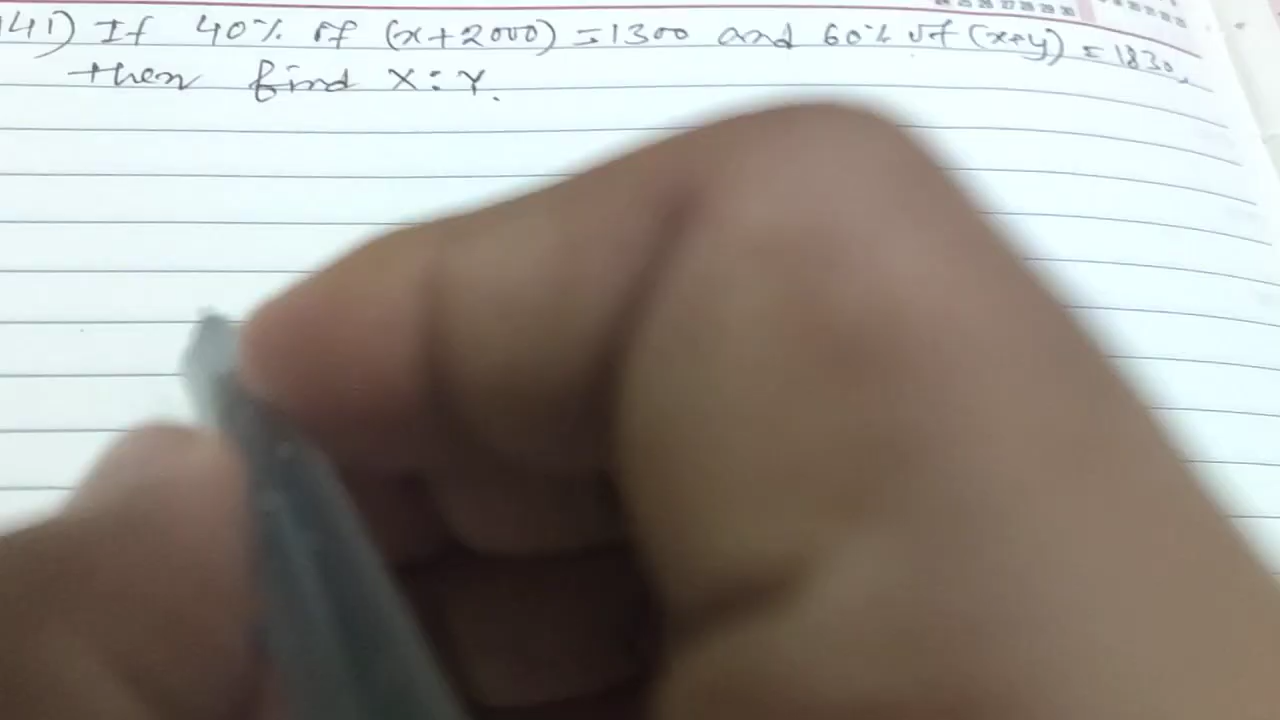 141) If 40% of (x+2000) = 1300 and 60% of (x+y) = 1830,
then find X:Y.